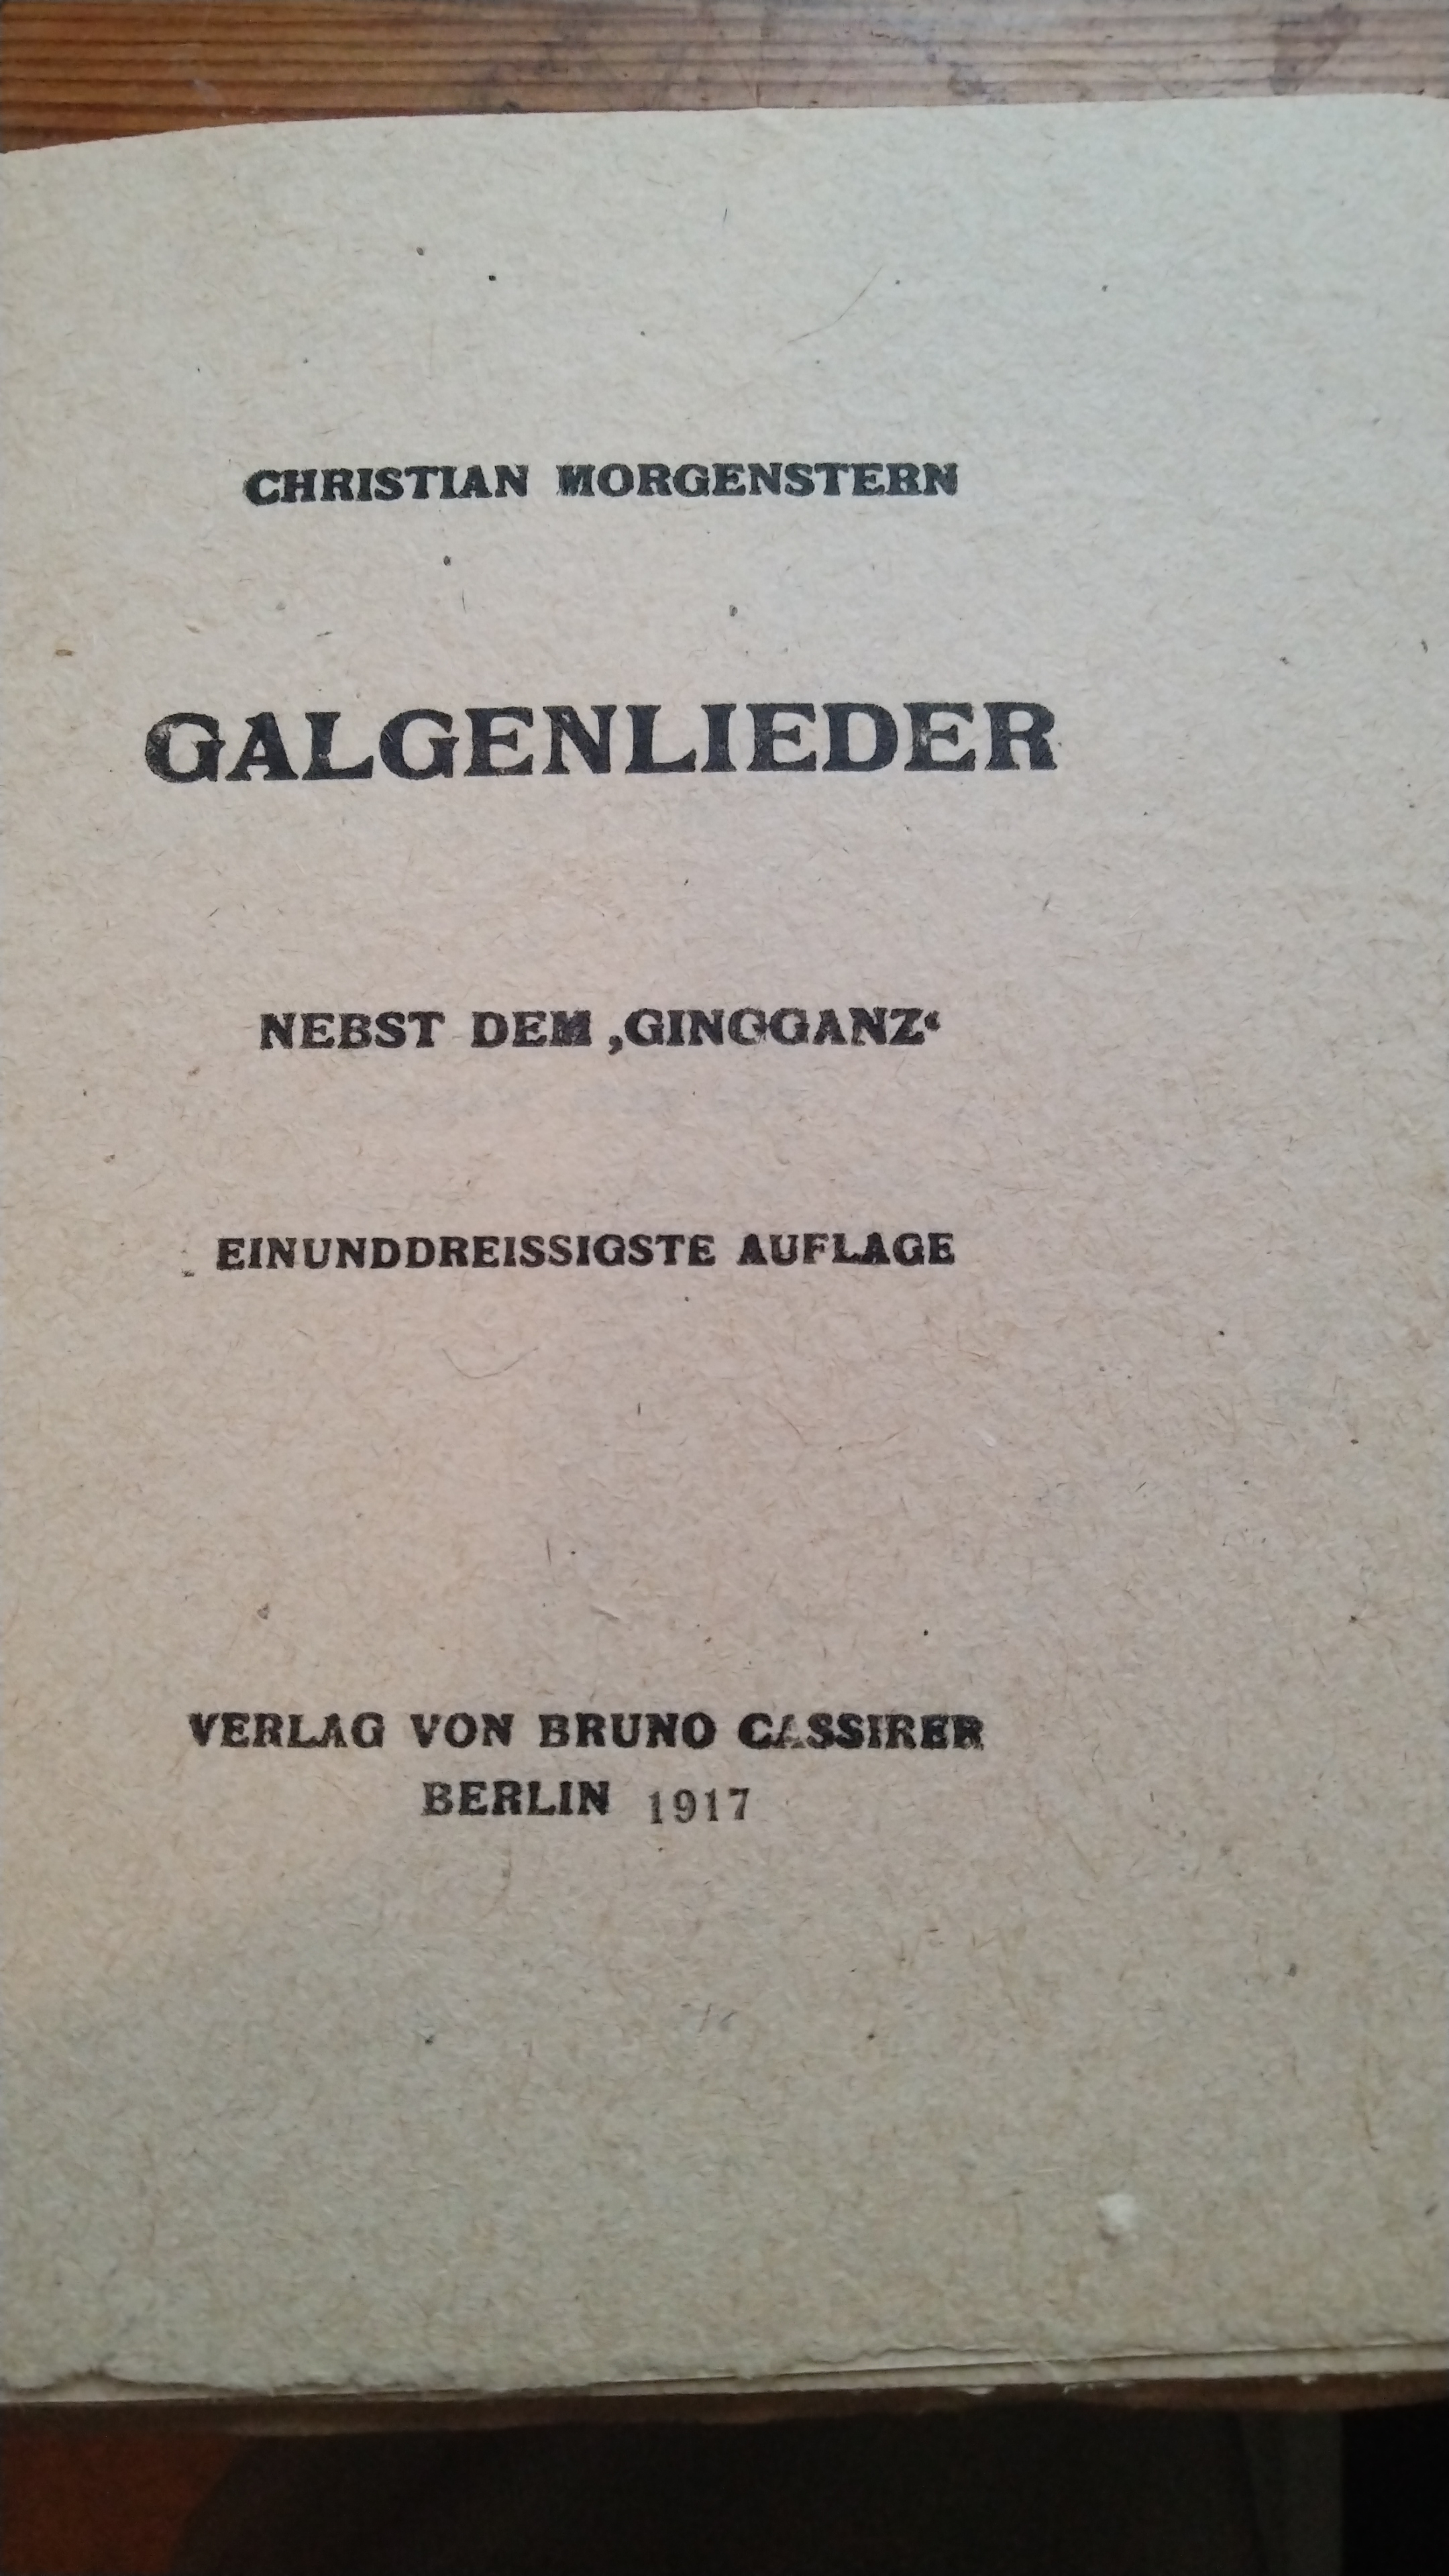 CHRISTIAN MORGENSTERN
GALGENLIEDER
NEBST DEM ‚GINGGANZ‘
EINUNDDREISSIGSTE AUFLAGE
VERLAG VON BRUNO CASSIRER
BERLIN 1917